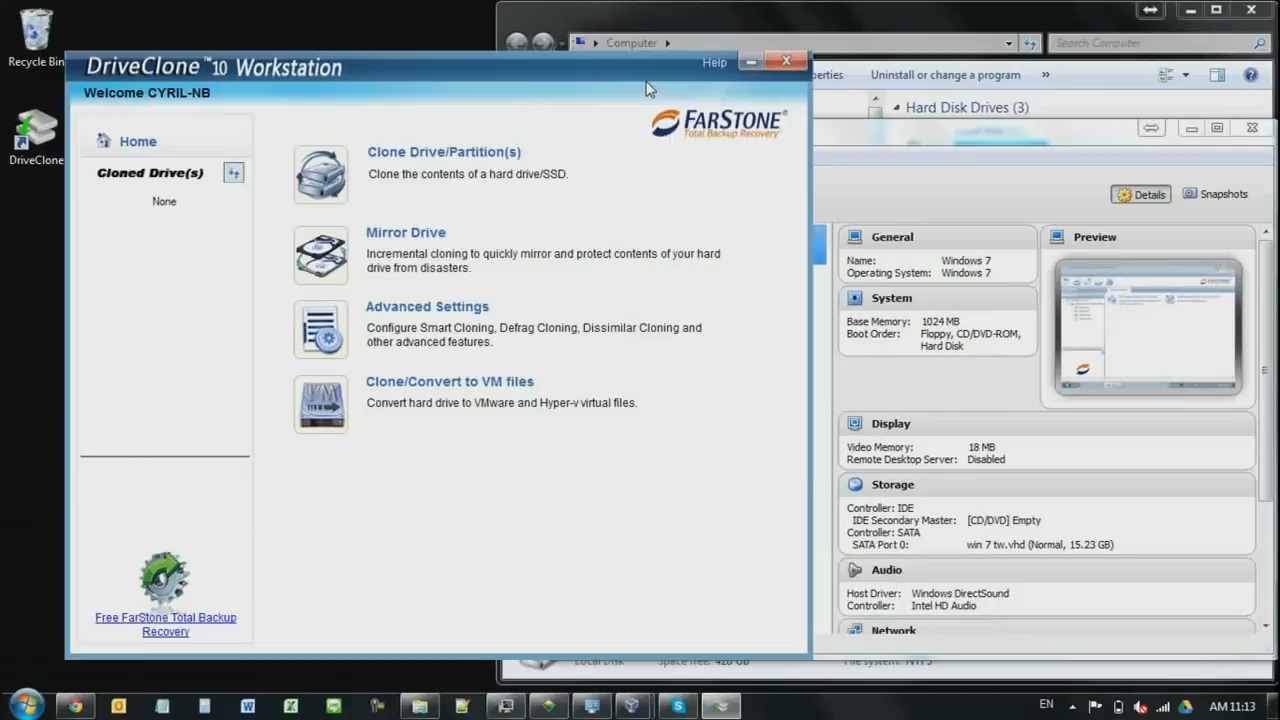 Recycle Bin
DriveClone
DriveClone™10 Workstation
Help
Welcome CYRIL-NB
Home
Cloned Drive(s)
None
Free FarStone Total Backup
Recovery
FARSTONE®
Total Backup Recovery
Clone Drive/Partition(s)
Clone the contents of a hard drive/SSD.
Mirror Drive
Incremental cloning to quickly mirror and protect contents of your hard
drive from disasters.
Advanced Settings
Configure Smart Cloning, Defrag Cloning, Dissimilar Cloning and
other advanced features.
Clone/Convert to VM files
Convert hard drive to VMware and Hyper-v virtual files.
Computer
Search Computer
Uninstall or change a program
»
Hard Disk Drives (3)
Details
Snapshots
General
Name: Windows 7
Operating System: Windows 7
System
Base Memory: 1024 MB
Boot Order: Floppy, CD/DVD-ROM,
Hard Disk
Preview
Display
Video Memory: 18 MB
Remote Desktop Server: Disabled
Storage
Controller: IDE
IDE Secondary Master: [CD/DVD] Empty
Controller: SATA
SATA Port 0: win 7 tw.vhd (Normal, 15.23 GB)
Audio
Host Driver: Windows DirectSound
Controller: Intel HD Audio
Network
Local Disk
EN
AM 11:13